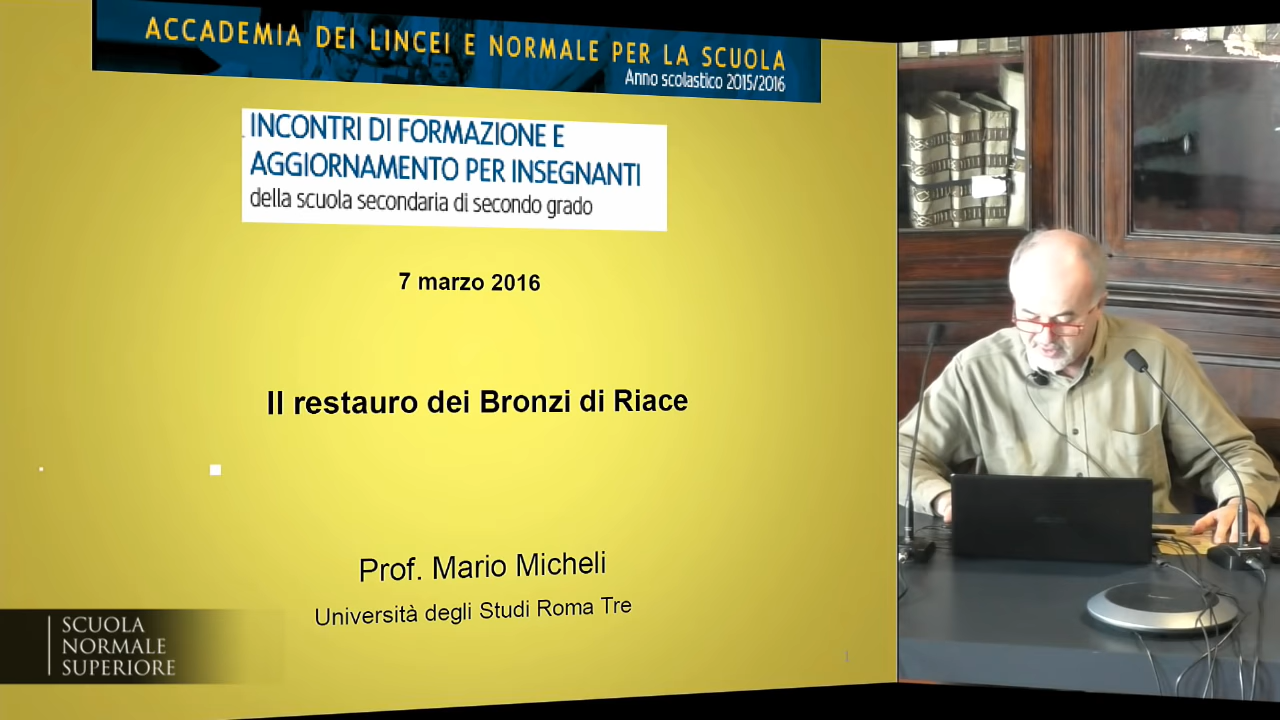 ACCADEMIA DEI LINCEI E NORMALE PER LA SCUOLA
Anno scolastico 2015/2016
INCONTRI DI FORMAZIONE E
AGGIORNAMENTO PER INSEGNANTI
della scuola secondaria di secondo grado
7 marzo 2016
Il restauro dei Bronzi di Riace
Prof. Mario Micheli
Università degli Studi Roma Tre
SCUOLA
NORMALE
SUPERIORE